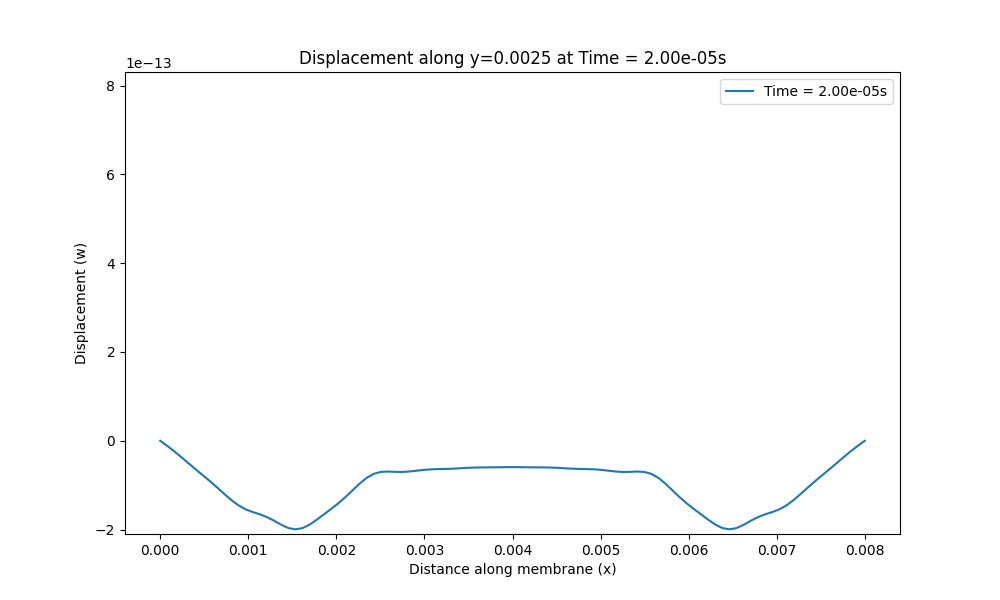 Displacement along y=0.0025 at Time = 2.00e-05s
1e−13
Time = 2.00e-05s
8
6
4
2
0
−2
Displacement (w)
0.000 0.001 0.002 0.003 0.004 0.005 0.006 0.007 0.008
Distance along membrane (x)